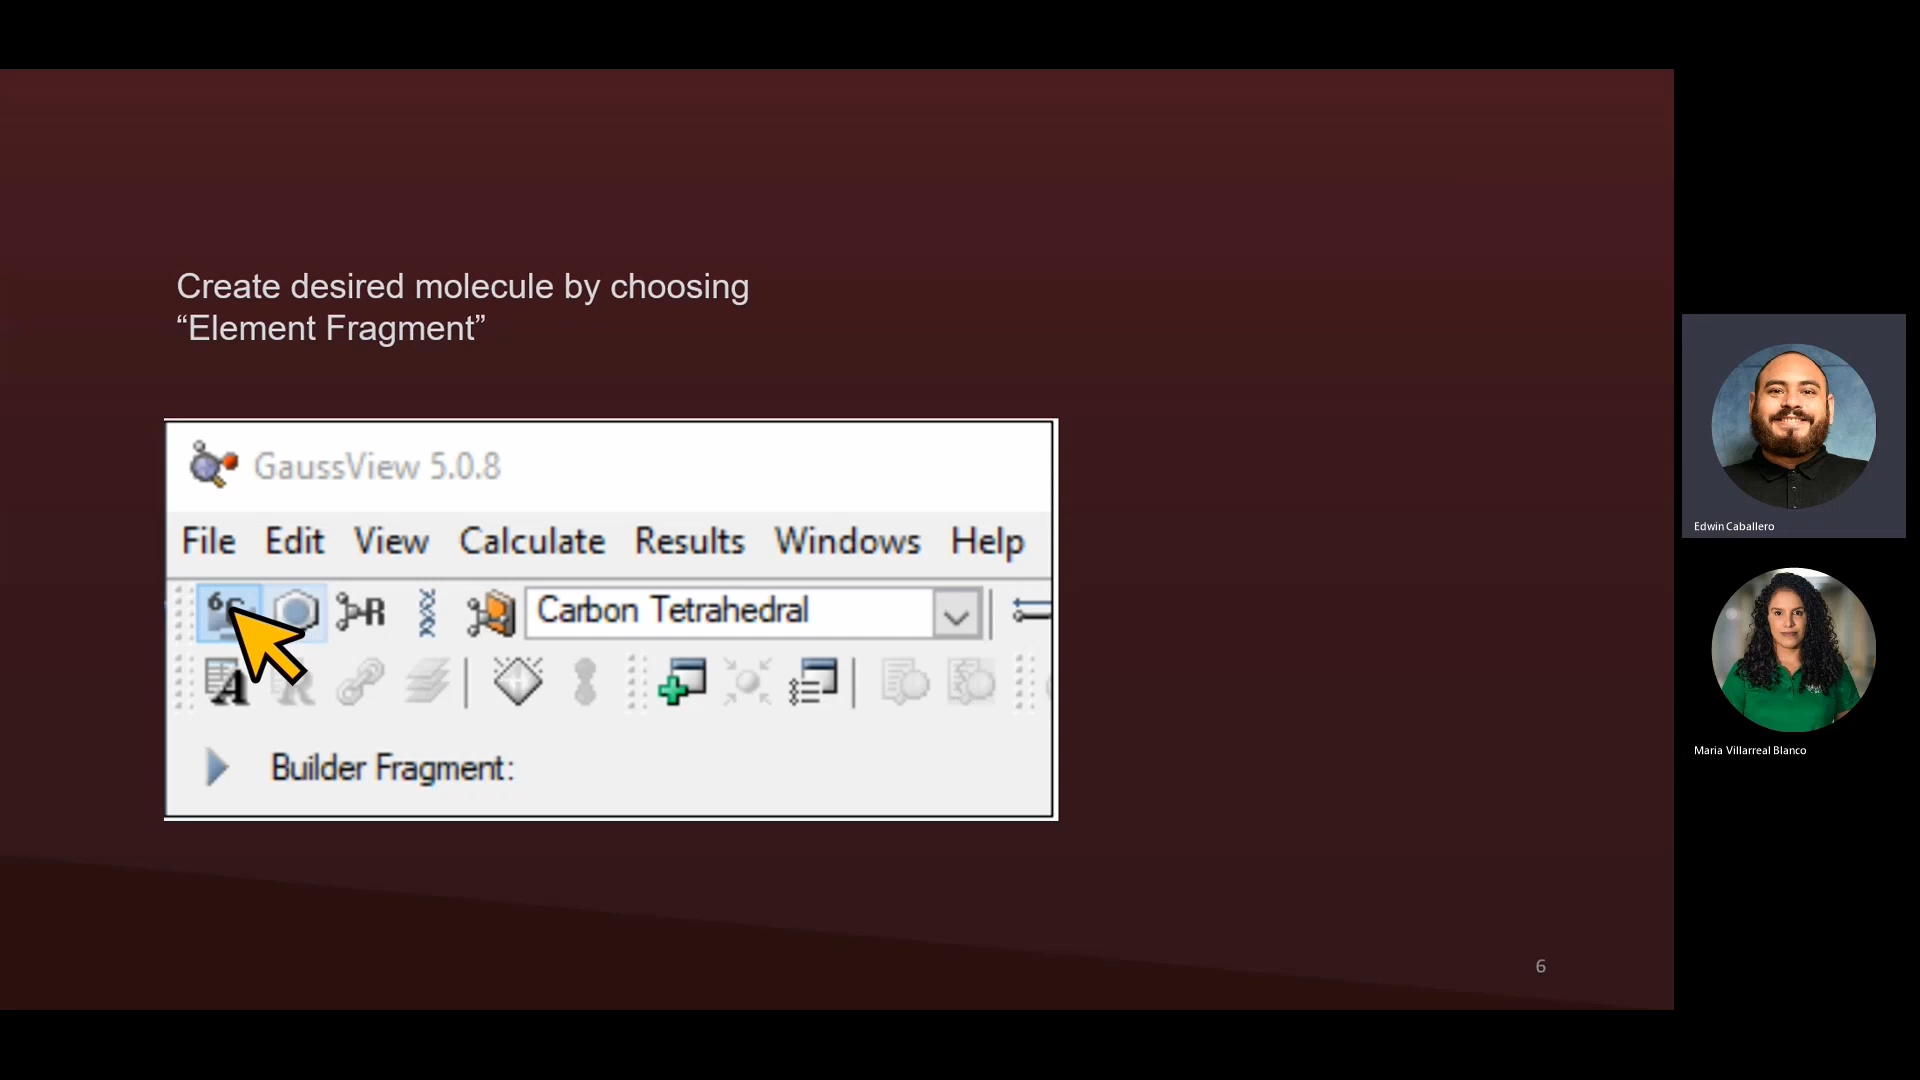 Create desired molecule by choosing
“Element Fragment”
GaussView 5.0.8
File Edit View Calculate Results Windows Help
Carbon Tetrahedral
Builder Fragment:
6
Edwin Caballero
Maria Villarreal Blanco